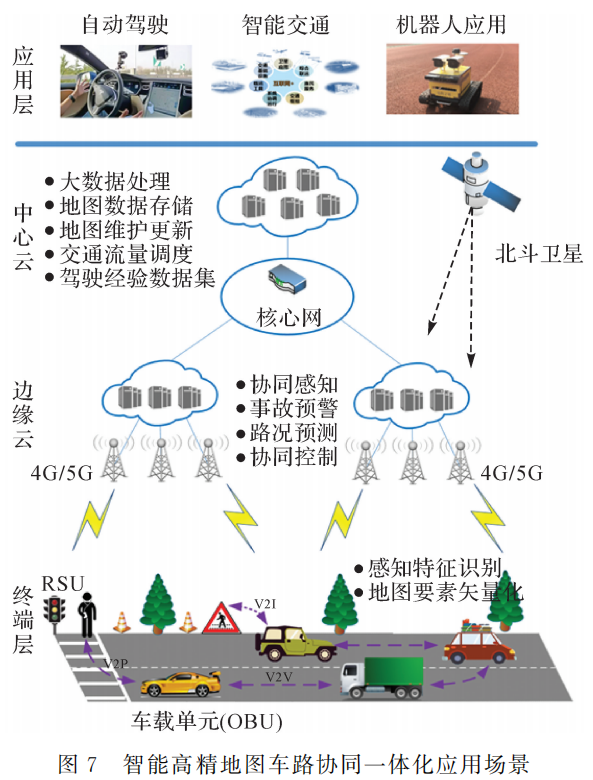 自动驾驶
智能交通
机器人应用
应用层
互联网+
中心云
● 大数据处理
● 地图数据存储
● 地图维护更新
● 交通流量调度
● 驾驶经验数据集
北斗卫星
核心网
边缘云
● 协同感知
● 事故预警
● 路况预测
● 协同控制
4G/5G
4G/5G
终端层
● 感知特征识别
● 地图要素矢量化
RSU
V2I
V2P
V2V
车载单元(OBU)
图 7 智能高精地图车路协同一体化应用场景